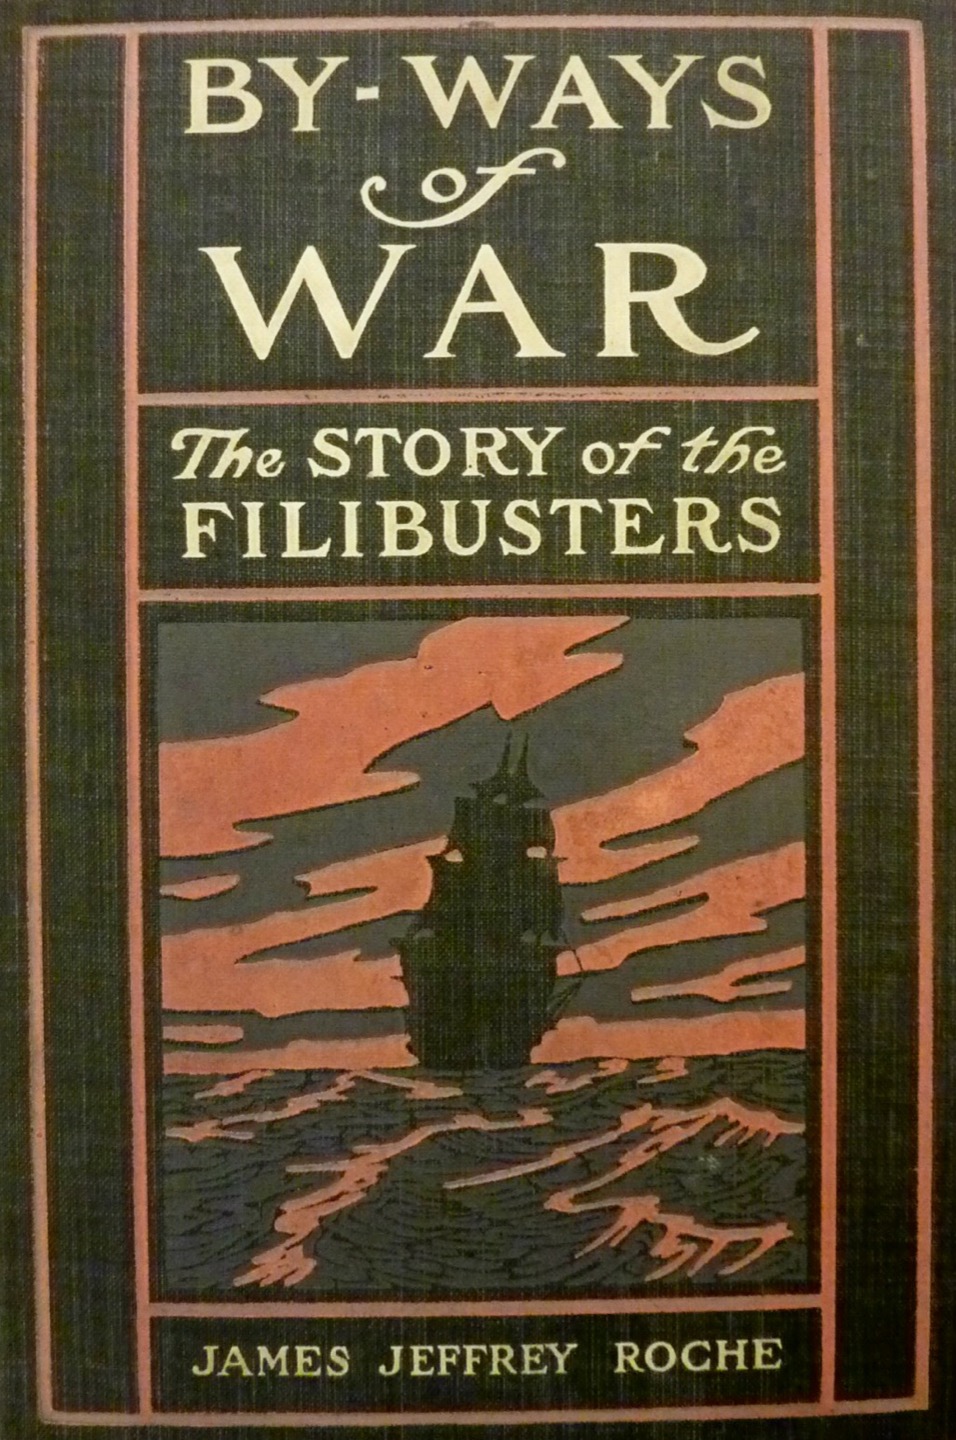 BY-WAYS
of
WAR
The STORY of the
FILIBUSTERS
JAMES JEFFREY ROCHE